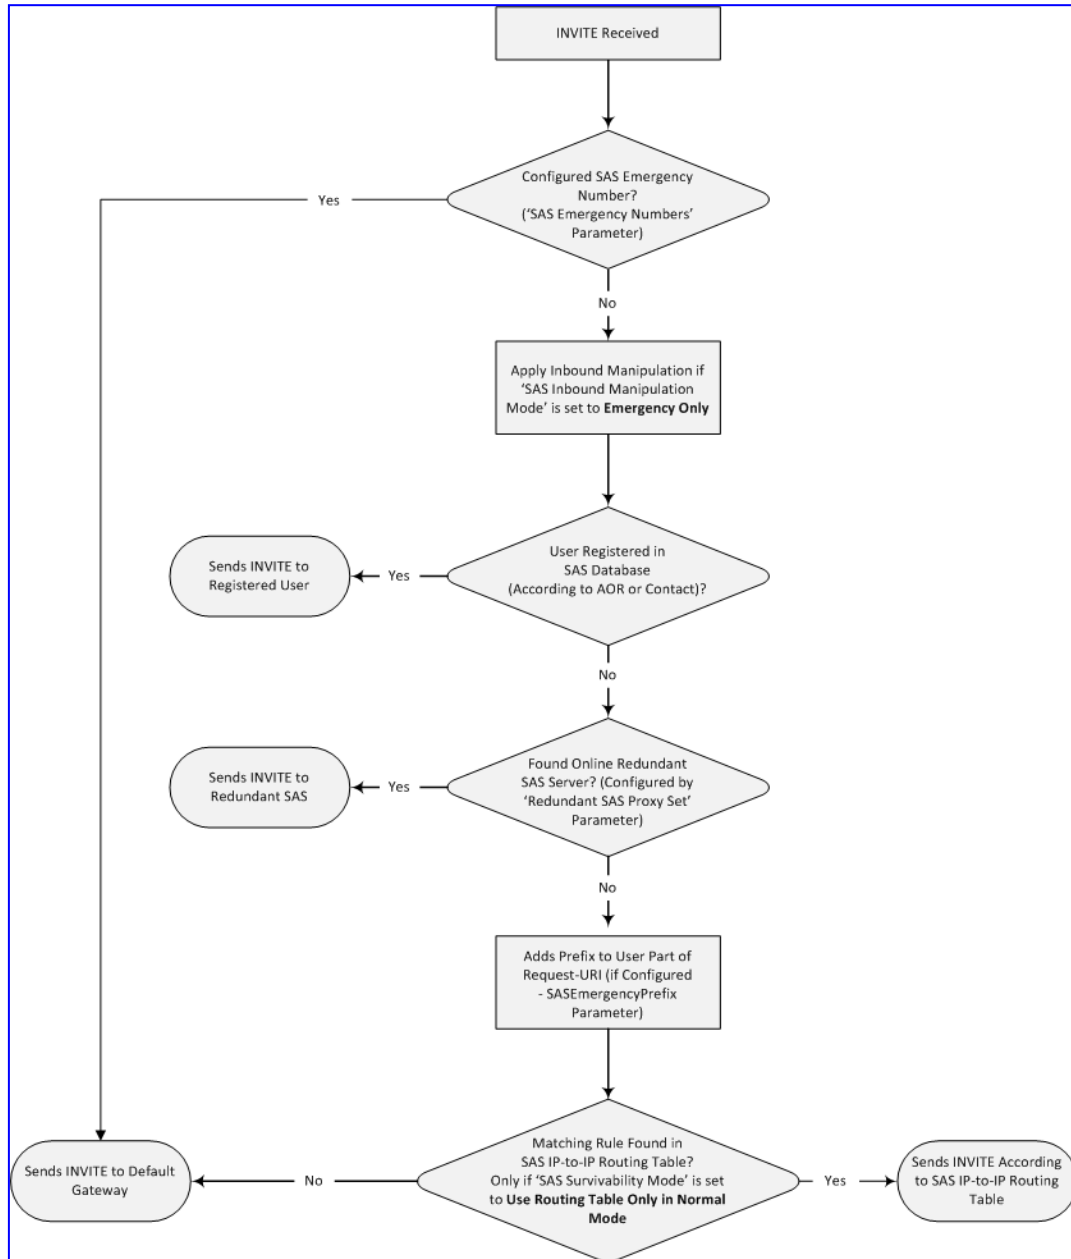 INVITE Received
Configured SAS Emergency
Number?
(‘SAS Emergency Numbers’
Parameter)
Yes
No
Apply Inbound Manipulation if
‘SAS Inbound Manipulation
Mode’ is set to Emergency Only
User Registered in
SAS Database
(According to AOR or Contact)?
Yes
Sends INVITE to
Registered User
No
Found Online Redundant
SAS Server? (Configured by
‘Redundant SAS Proxy Set’
Parameter)
Yes
Sends INVITE to
Redundant SAS
No
Adds Prefix to User Part of
Request-URI (if Configured
- SASEmergencyPrefix
Parameter)
Matching Rule Found in
SAS IP-to-IP Routing Table?
Only if ‘SAS Survivability Mode’ is set
to Use Routing Table Only in Normal
Mode
No
Sends INVITE to Default
Gateway
Yes
Sends INVITE According
to SAS IP-to-IP Routing
Table